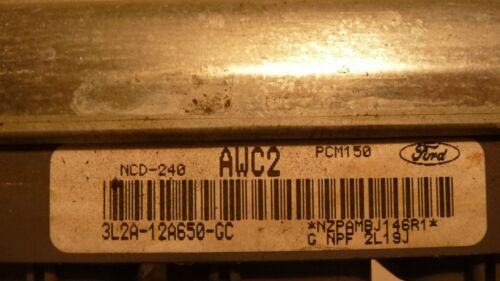 NCD-240 AWC2 PCM150 Ford
3L2A-12A650-GC *NZPAMBJ146R1*
G NPF 2L19J